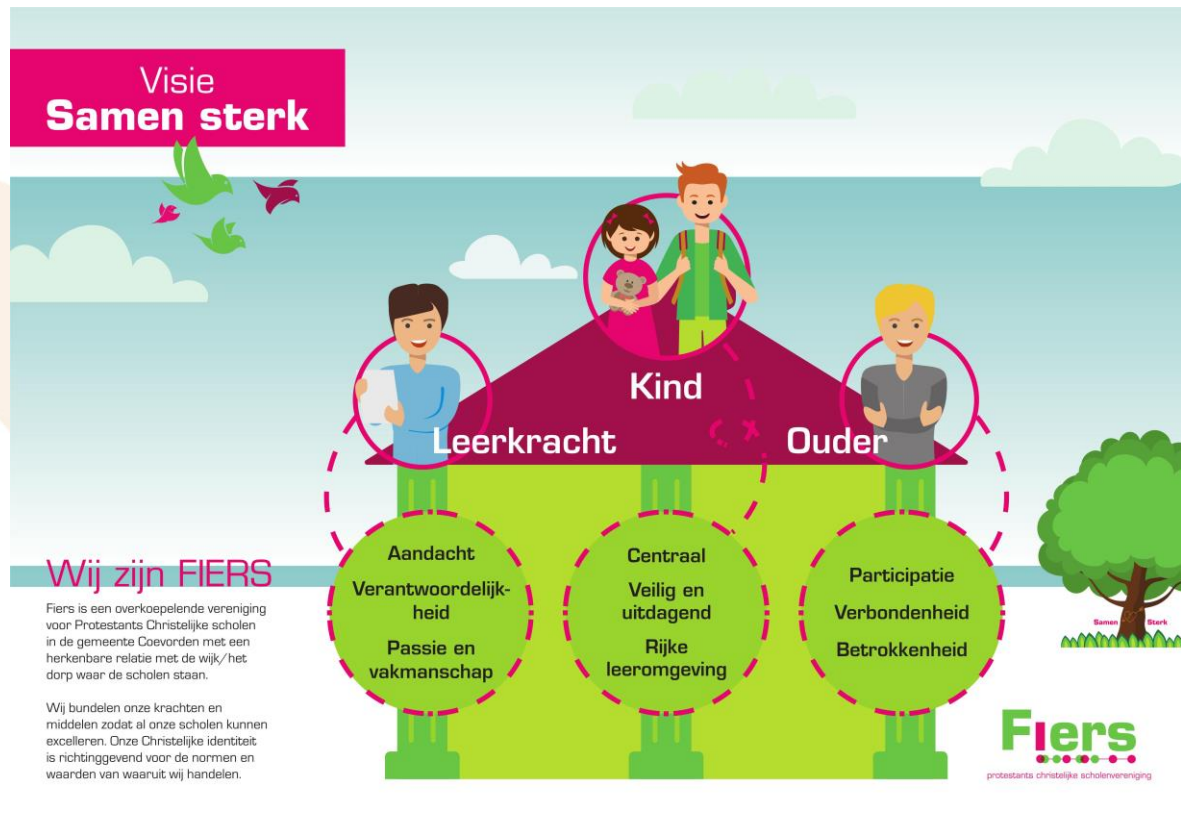 Visie
Samen sterk
Kind
Leerkracht
Ouder
Aandacht
Verantwoordelijk-
heid
Passie en
vakmanschap
Centraal
Veilig en
uitdagend
Rijke
leeromgeving
Participatie
Verbondenheid
Betrokkenheid
Wij zijn FIERS
Fiers is een overkoepelende vereniging
voor Protestants Christelijke scholen
in de gemeente Coevorden met een
herkenbare relatie met de wijk/het
dorp waar de scholen staan.
Wij bundelen onze krachten en
middelen zodat al onze scholen kunnen
excelleren. Onze Christelijke identiteit
is richtinggevend voor de normen en
waarden van waaruit wij handelen.
Samen Sterk
Fiers
protestants christelijke scholenvereniging